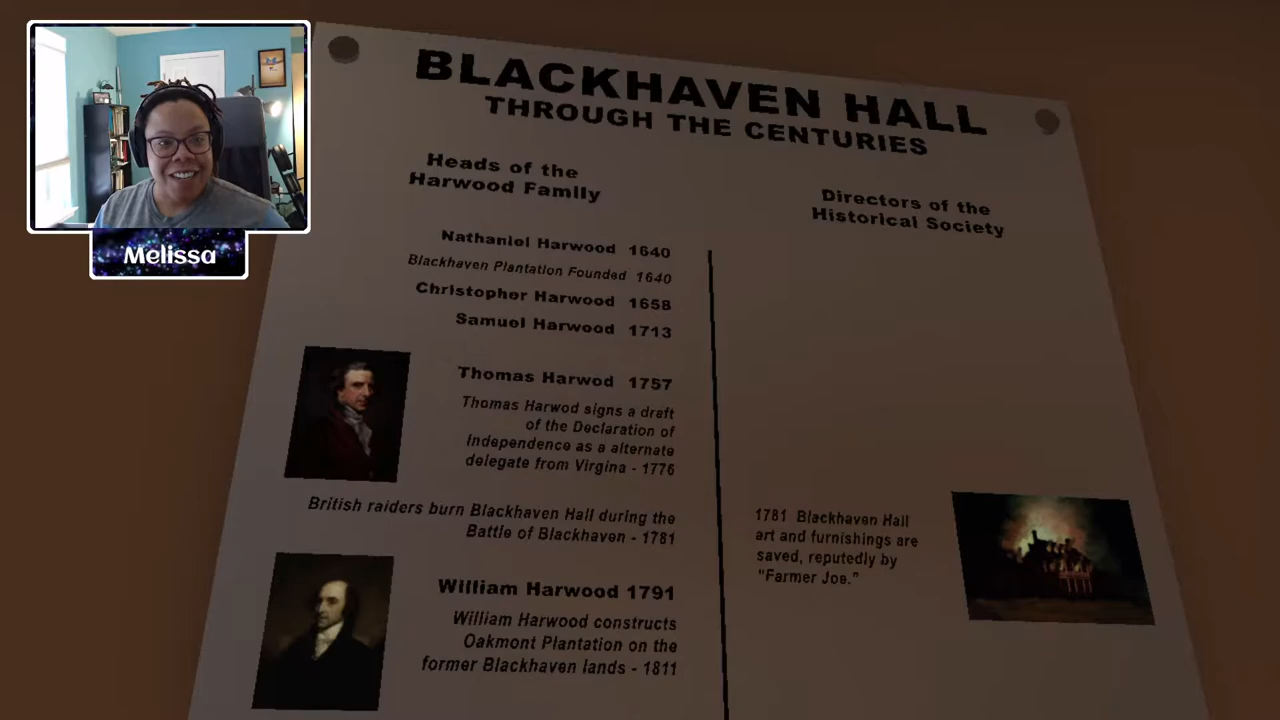 Melissa
BLACKHAVEN HALL
THROUGH THE CENTURIES
Heads of the
Harwood Family
Nathaniel Harwood 1640
Blackhaven Plantation Founded 1640
Christopher Harwood 1658
Samuel Harwood 1713
Thomas Harwod 1757
Thomas Harwod signs a draft
of the Declaration of
Independence as a alternate
delegate from Virgina - 1776
British raiders burn Blackhaven Hall during the
Battle of Blackhaven - 1781
William Harwood 1791
William Harwood constructs
Oakmont Plantation on the
former Blackhaven lands - 1811
Directors of the
Historical Society
1781 Blackhaven Hall
art and furnishings are
saved, reputedly by
"Farmer Joe."